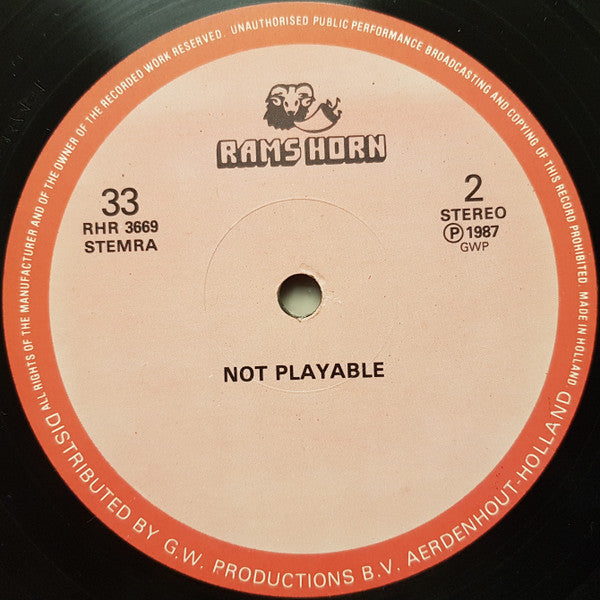 ALL RIGHTS OF THE MANUFACTURER AND OF THE OWNER OF THE RECORDED WORK RESERVED. UNAUTHORISED PUBLIC PERFORMANCE BROADCASTING AND COPYING OF THIS RECORD PROHIBITED. MADE IN HOLLAND
RAMS HORN
33
RHR 3669
STEMRA
2
STEREO
Ⓟ 1987
GWP
NOT PLAYABLE
DISTRIBUTED BY G.W. PRODUCTIONS B.V. AERDENHOUT-HOLLAND